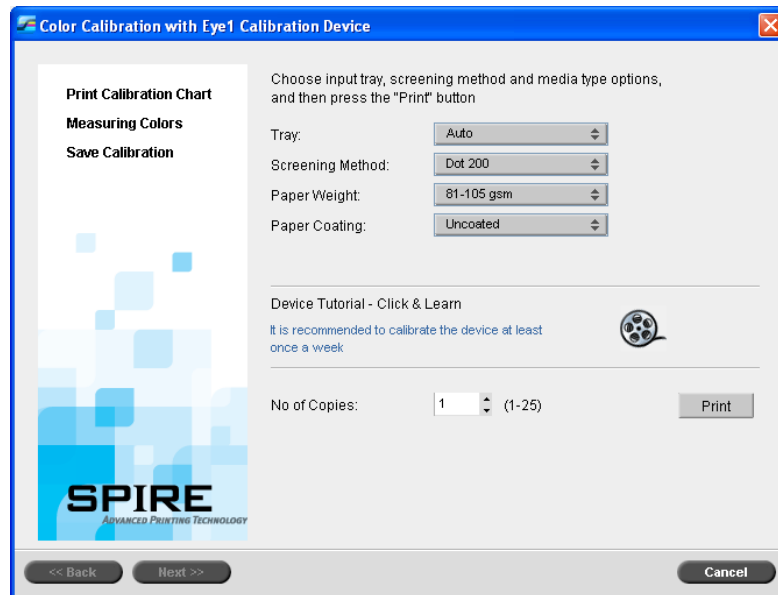 Color Calibration with Eye1 Calibration Device
Print Calibration Chart
Measuring Colors
Save Calibration
Choose input tray, screening method and media type options,
and then press the "Print" button
Tray: Auto
Screening Method: Dot 200
Paper Weight: 81-105 gsm
Paper Coating: Uncoated
Device Tutorial - Click & Learn
It is recommended to calibrate the device at least
once a week
No of Copies: 1 (1-25) Print
SPIRE
ADVANCED PRINTING TECHNOLOGY
<< Back Next >> Cancel